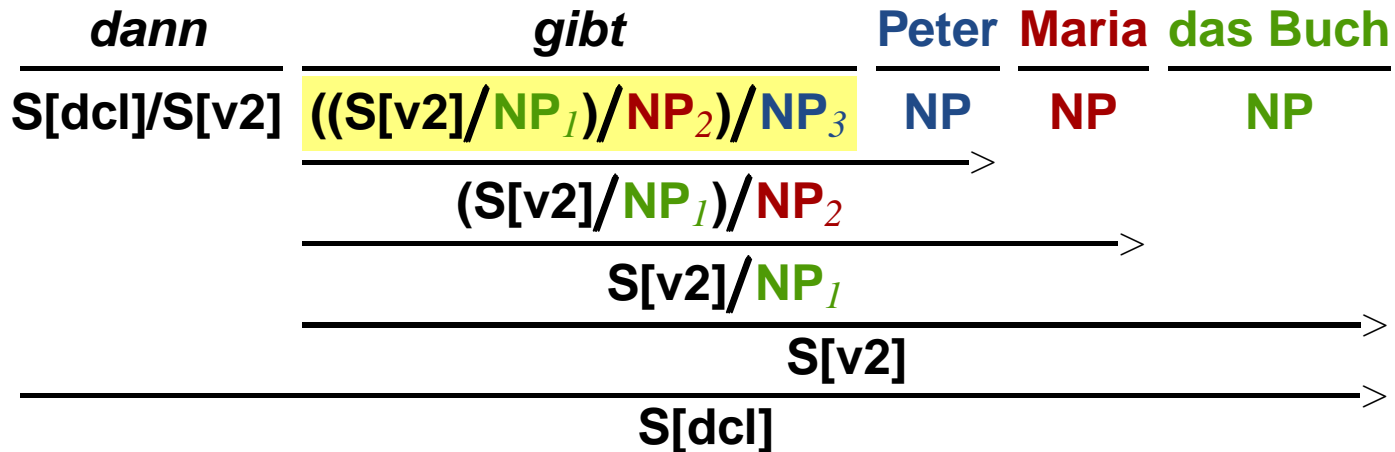 dann gibt Peter Maria das Buch
S[dcl]/S[v2] ((S[v2]/NP1)/NP2)/NP3 NP NP NP
>
(S[v2]/NP1)/NP2
>
S[v2]/NP1
>
S[v2]
>
S[dcl]